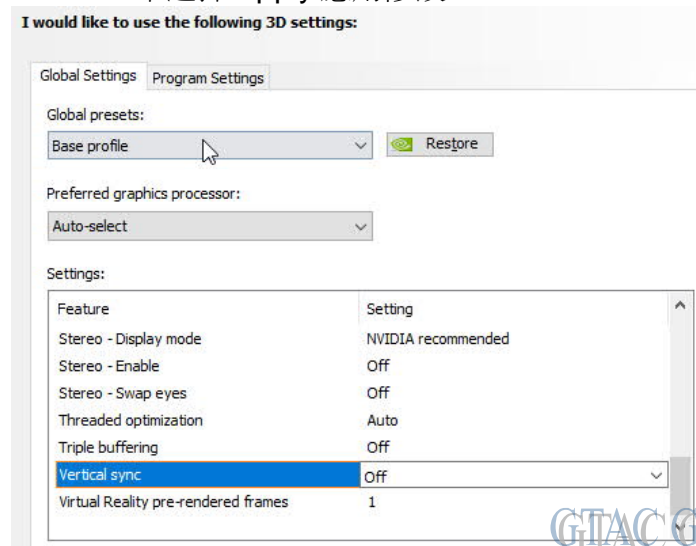 I would like to use the following 3D settings:
Global Settings Program Settings
Global presets:
Base profile Restore
Preferred graphics processor:
Auto-select
Settings:
Feature Setting
Stereo - Display mode NVIDIA recommended
Stereo - Enable Off
Stereo - Swap eyes Off
Threaded optimization Auto
Triple buffering Off
Vertical sync Off
Virtual Reality pre-rendered frames 1
GTAC G